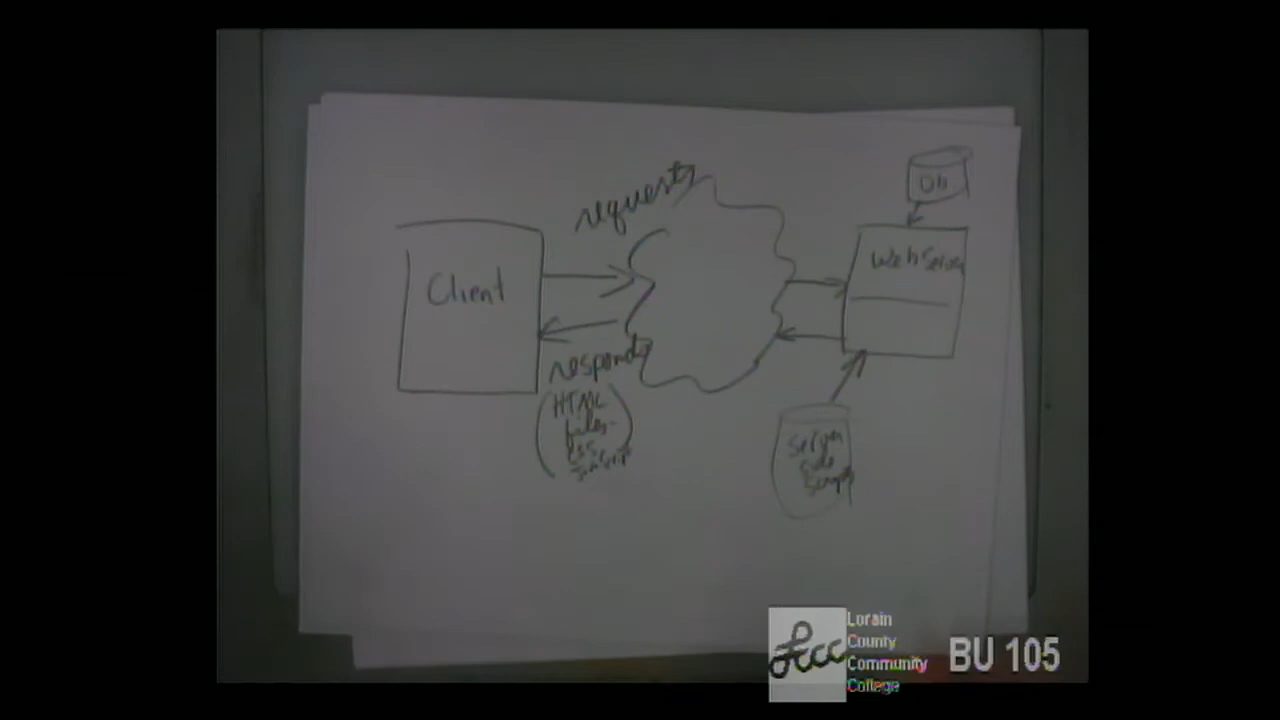 request
Db
Web Server
Client
respond
HTML
files
CSS
JavaScript
Server
Side
Script
Lorain
County
Community
College
lccc
BU 105